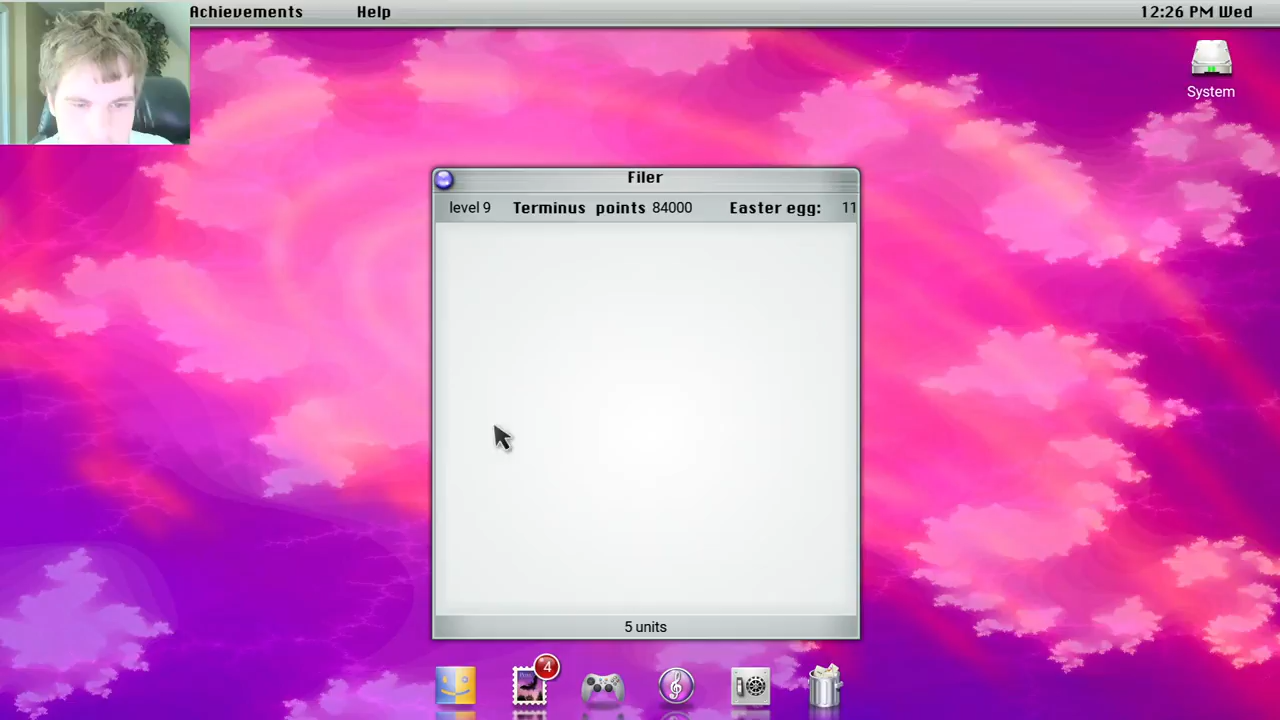 Achievements Help 12:26 PM Wed
System
Filer
level 9 Terminus points 84000 Easter egg: 11
5 units
4